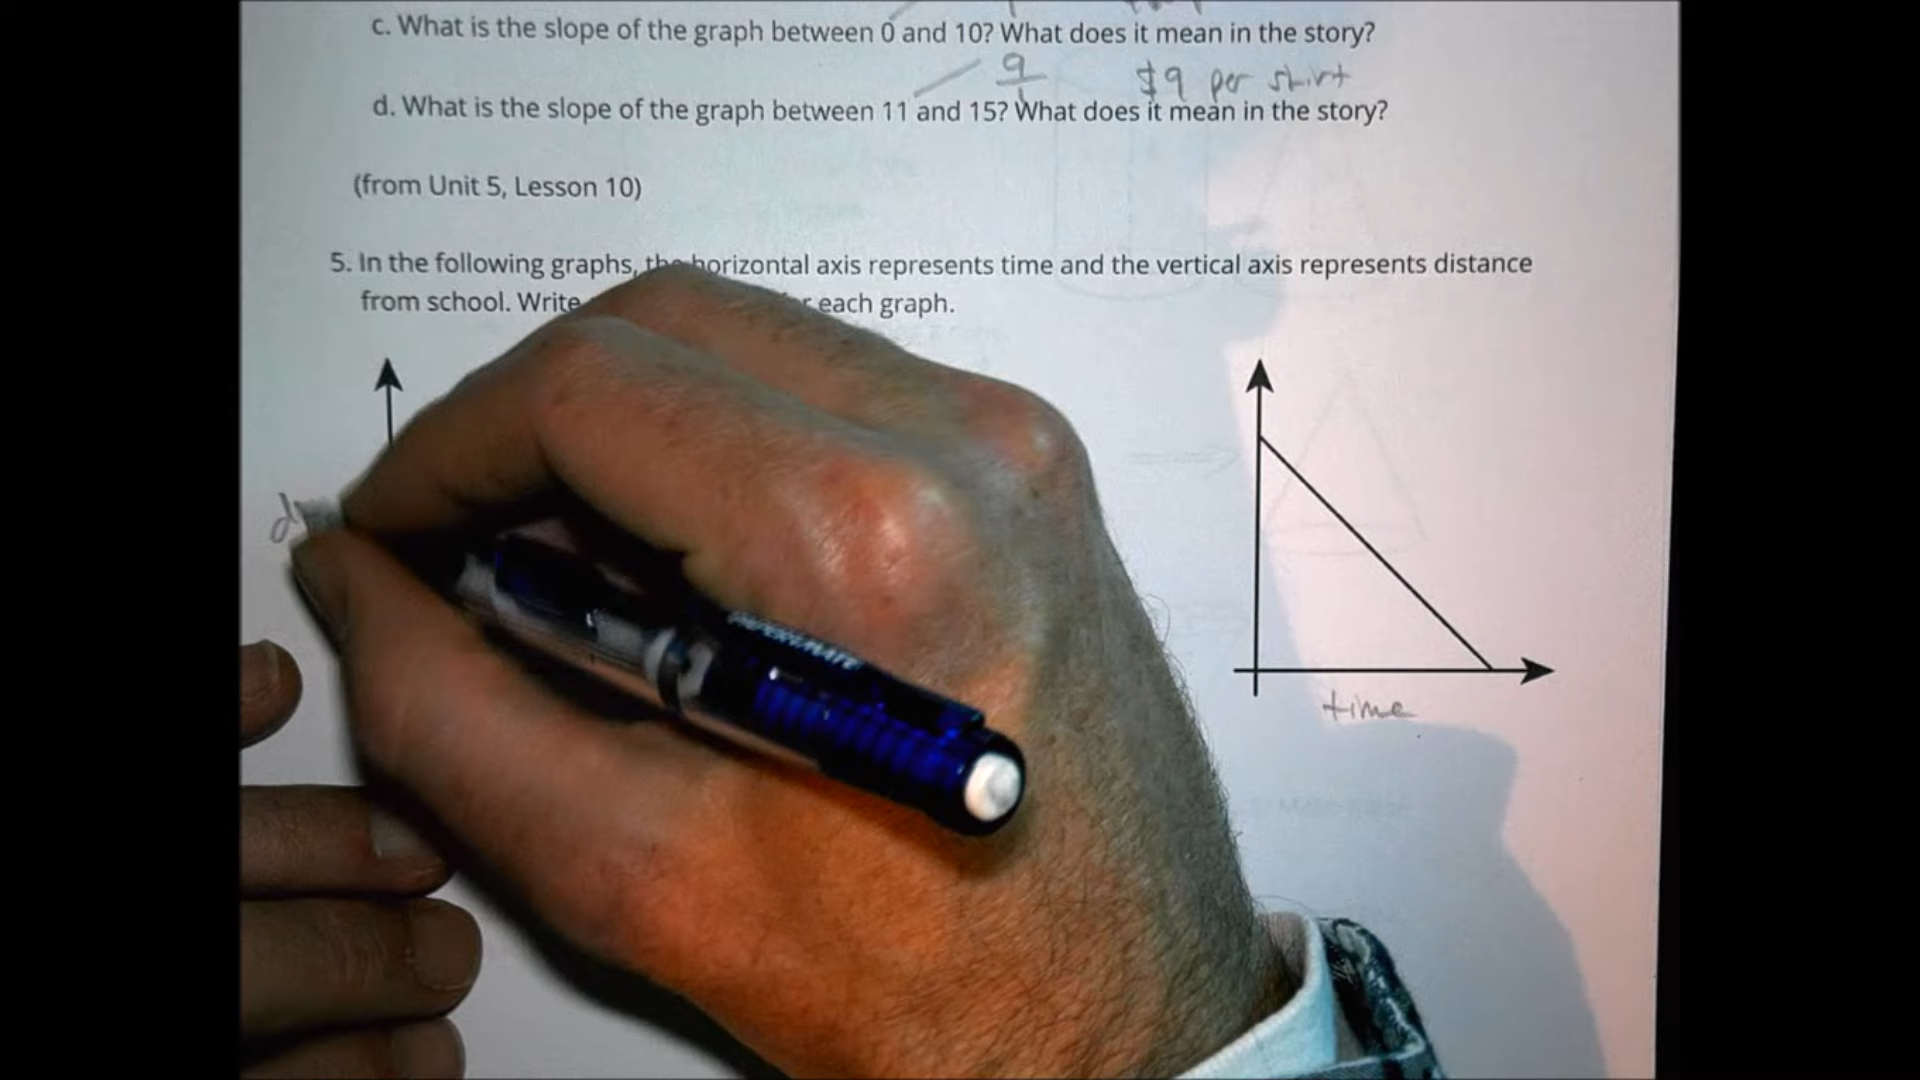 c. What is the slope of the graph between 0 and 10? What does it mean in the story?
9 $9 per shirt
d. What is the slope of the graph between 11 and 15? What does it mean in the story?
(from Unit 5, Lesson 10)
5. In the following graphs, the horizontal axis represents time and the vertical axis represents distance
from school. Write each graph.
time
PAPER MATE